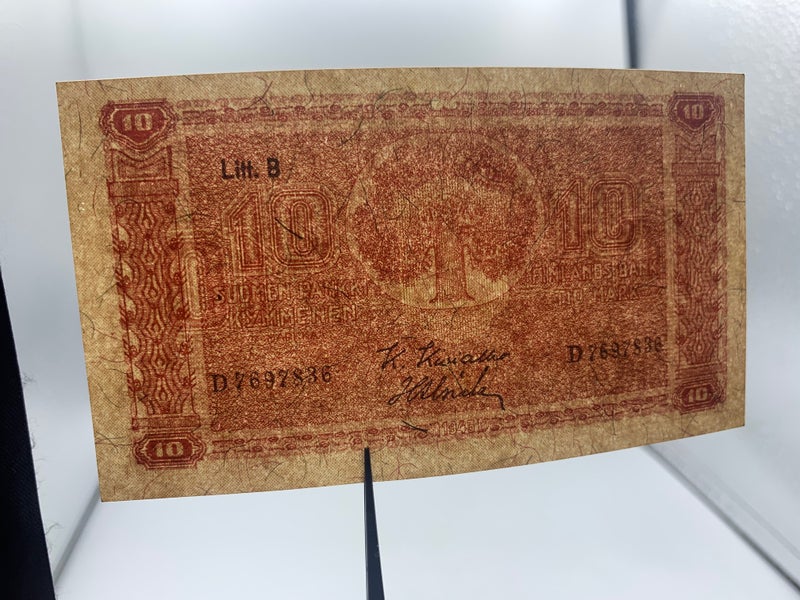 10 10
Litt. B
10 10
SUOMEN PANKKI
KYMMENEN
FINLANDS BANK
TIO MARK
D7697836 D7697836
10 10